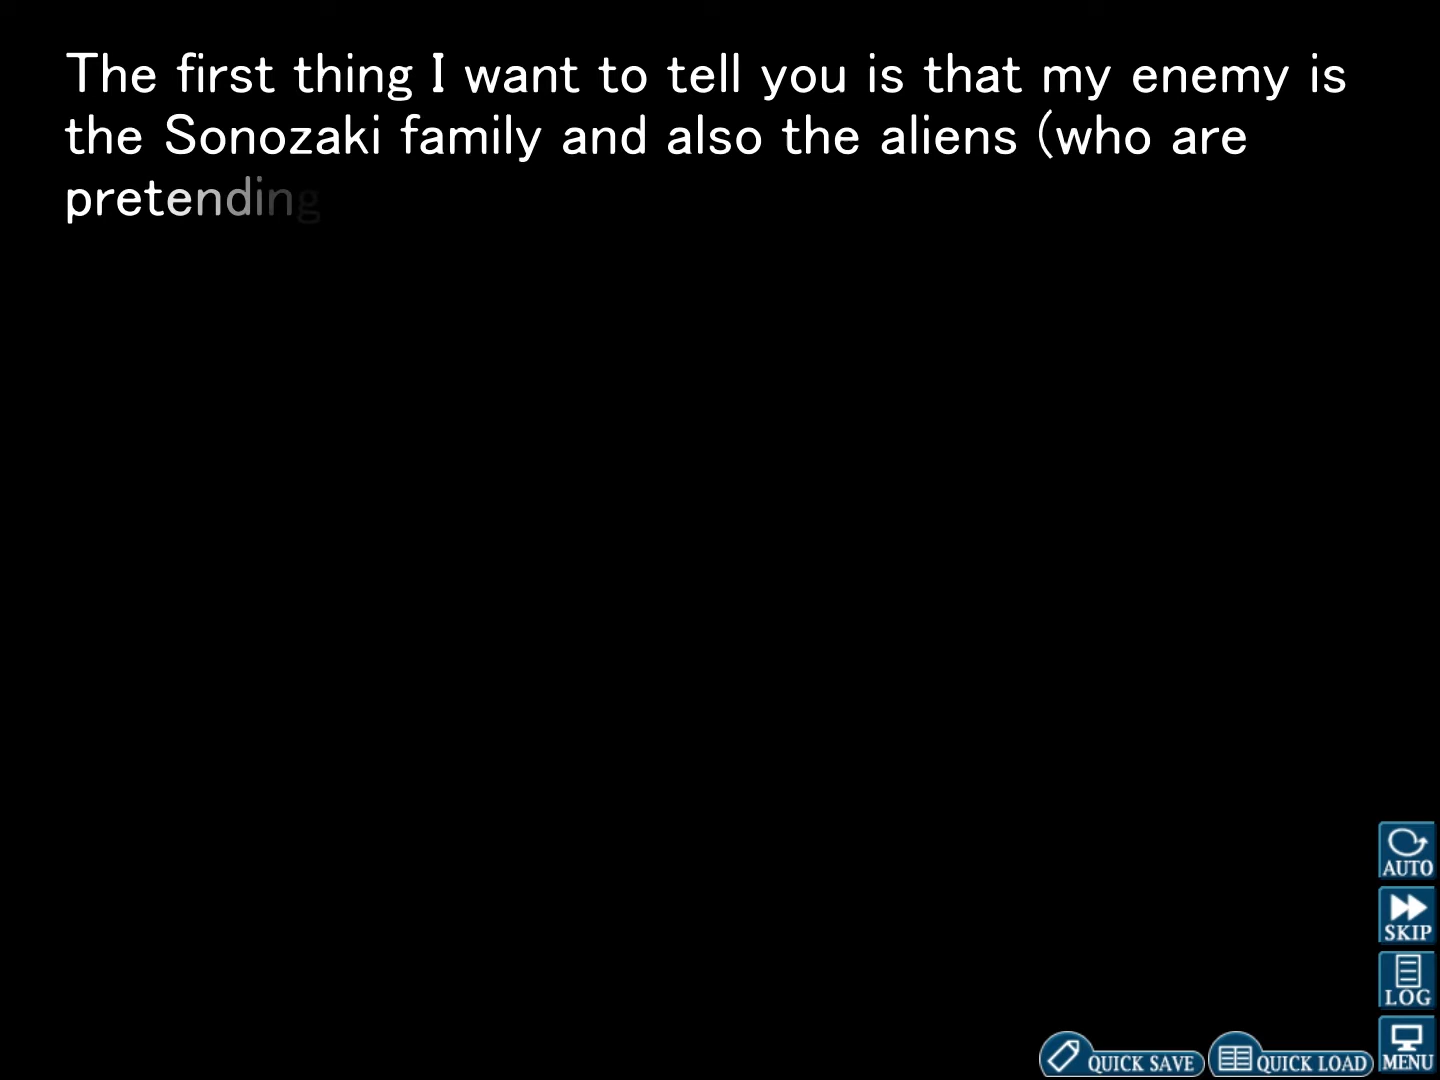 The first thing I want to tell you is that my enemy is
the Sonozaki family and also the aliens (who are
pretending
AUTO
SKIP
LOG
QUICK SAVE
QUICK LOAD
MENU